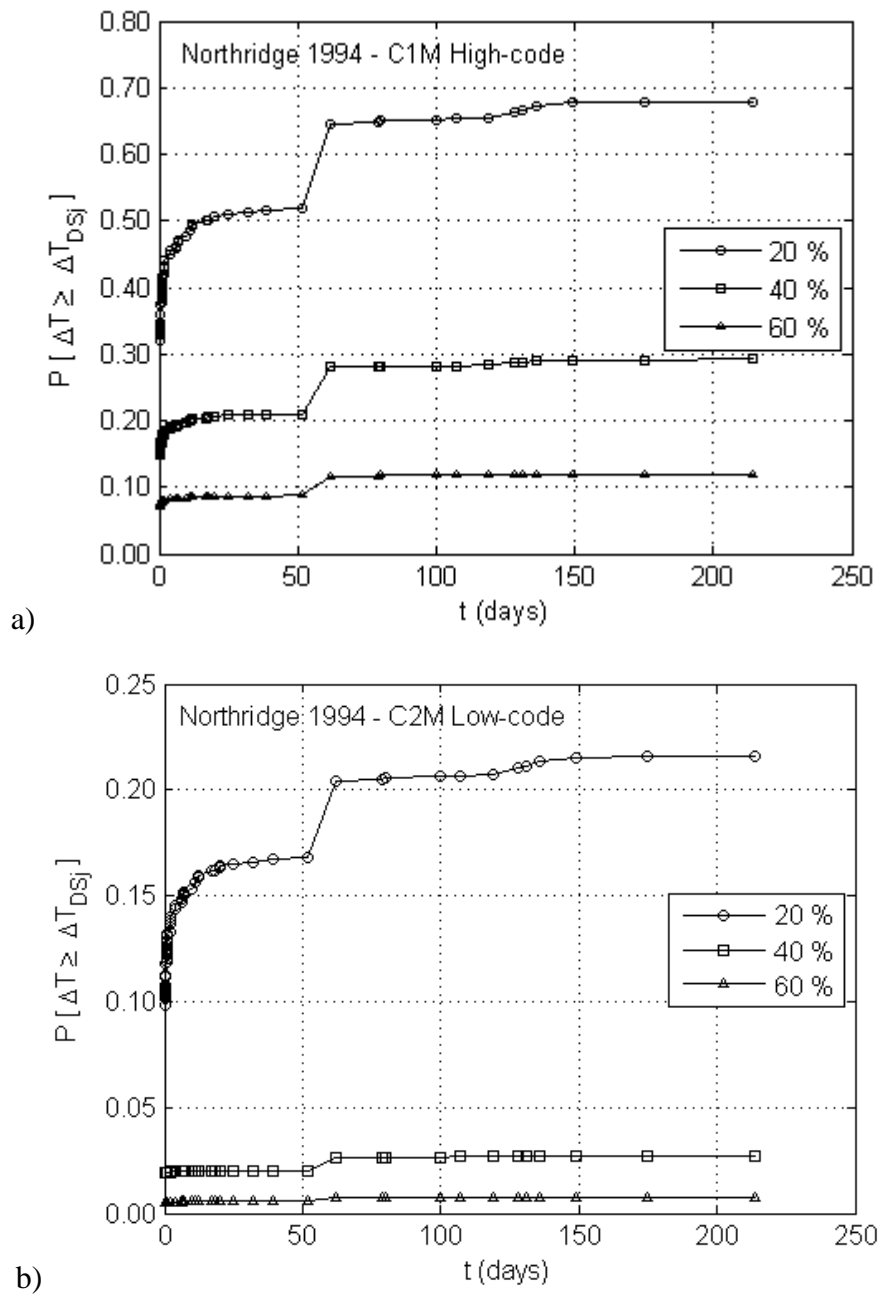 0.80
Northridge 1994 - C1M High-code
0.70
0.60
0.50
0.40
0.30
0.20
0.10
0.00
P [ ΔT ≥ ΔT_DSj ]
20 %
40 %
60 %
0 50 100 150 200 250
t (days)
a)
0.25
Northridge 1994 - C2M Low-code
0.20
0.15
0.10
0.05
0.00
P [ ΔT ≥ ΔT_DSj ]
20 %
40 %
60 %
0 50 100 150 200 250
t (days)
b)